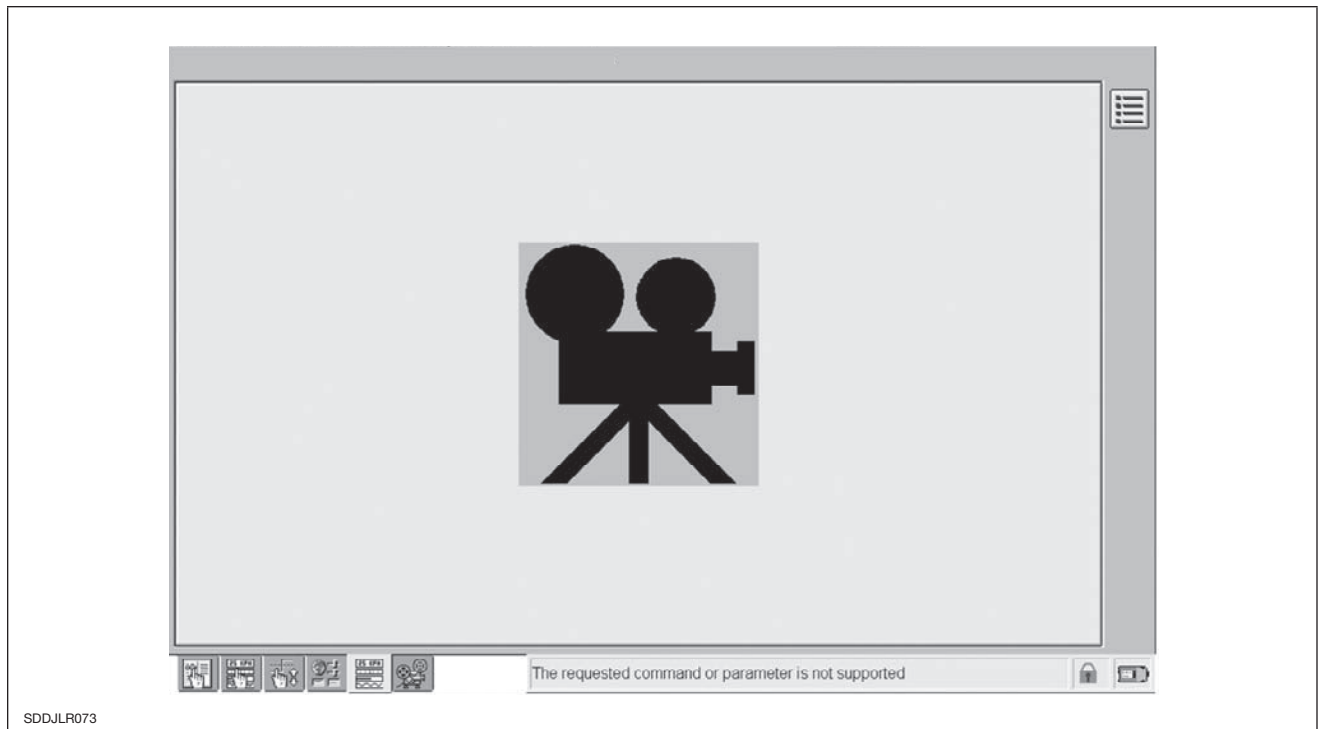 The requested command or parameter is not supported
SDDJLR073